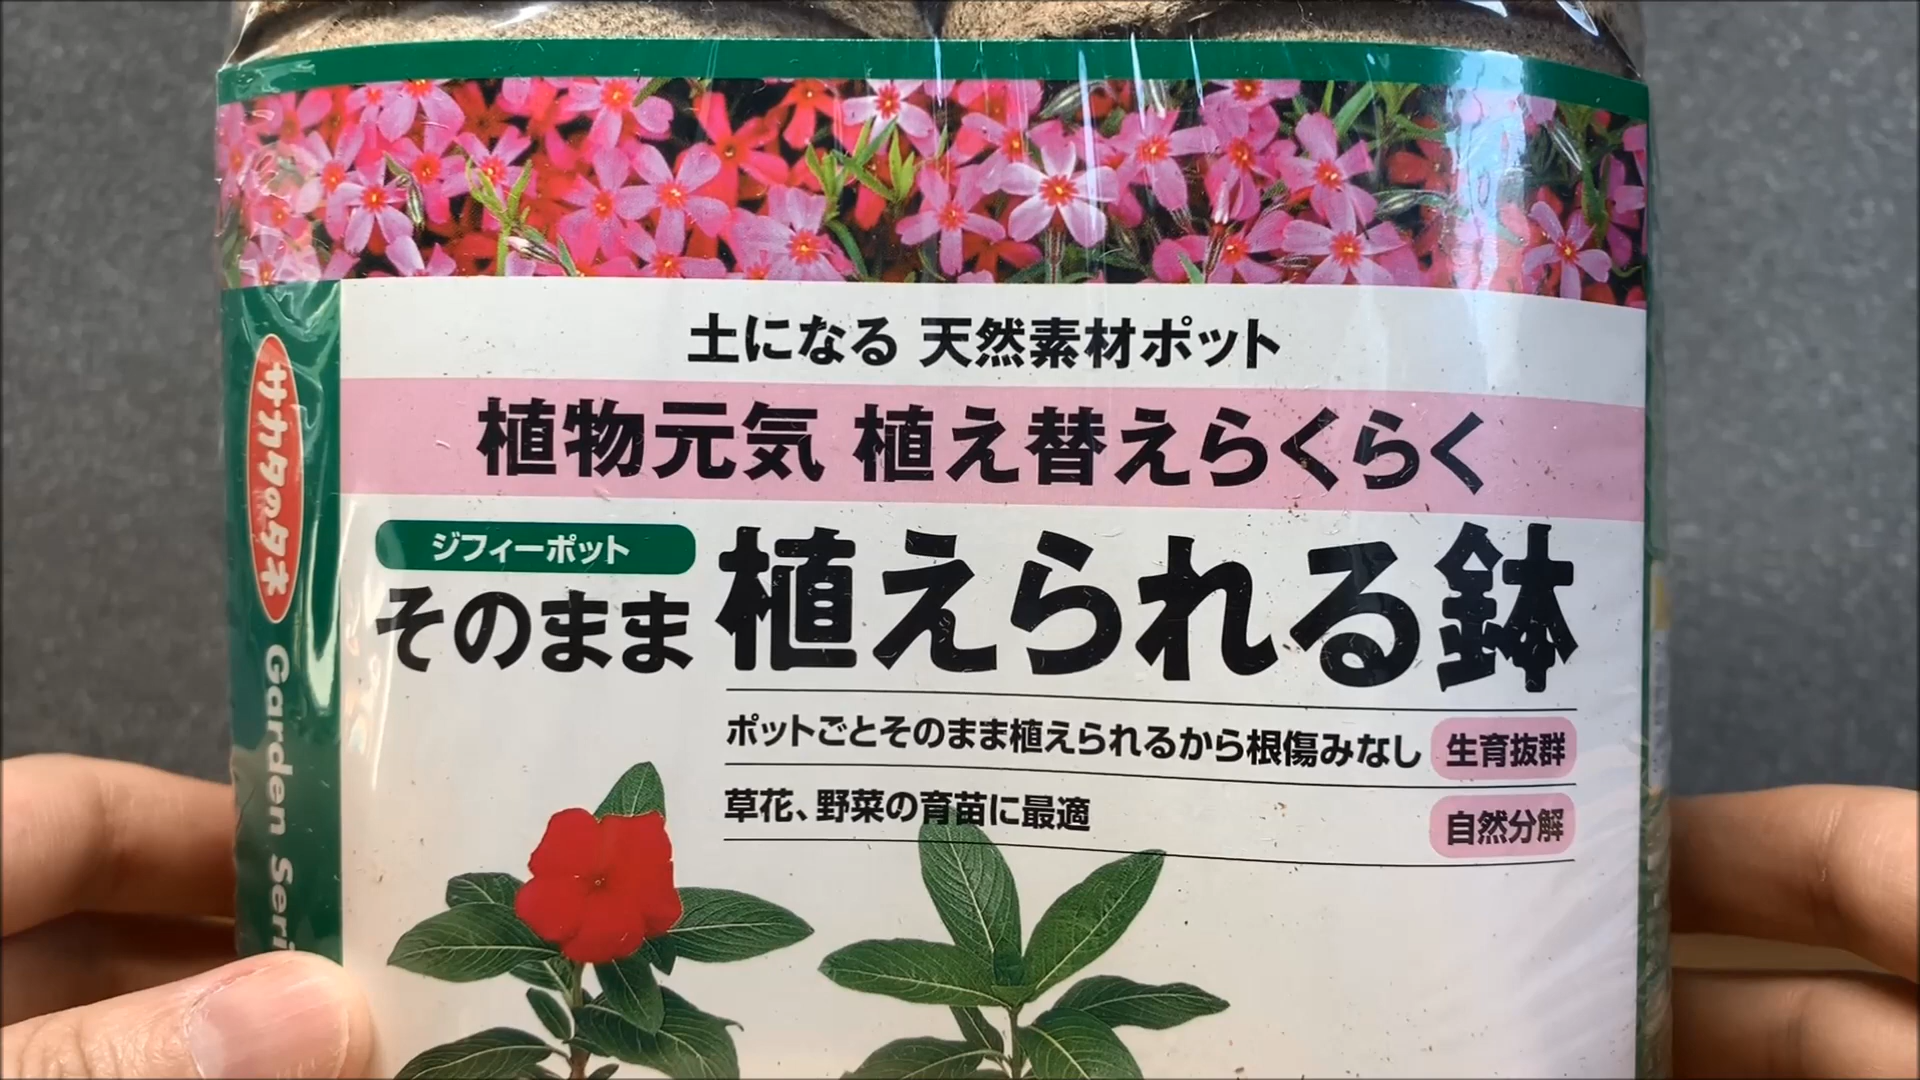 土になる 天然素材ポット
植物元気 植え替えらくらく
サカタのタネ
ジフィーポット
そのまま植えられる鉢
ポットごとそのまま植えられるから根傷みなし 生育抜群
草花、野菜の育苗に最適 自然分解
Garden Seri